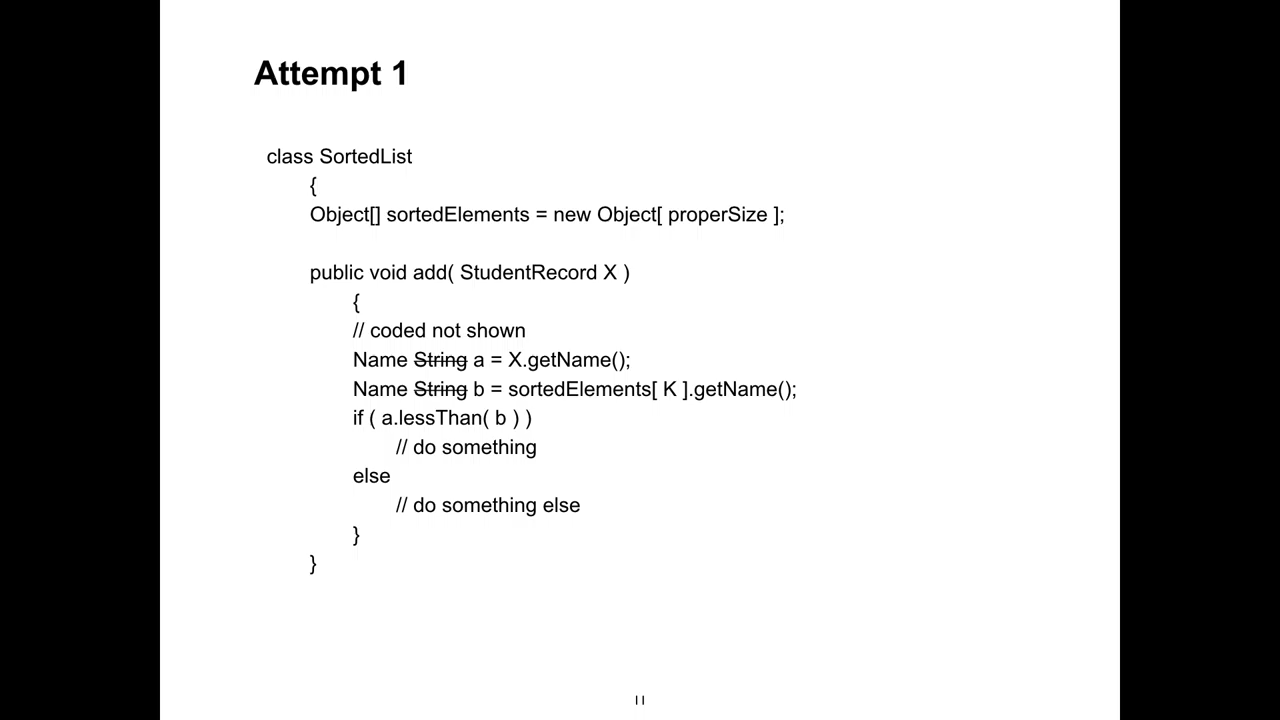 Attempt 1
class SortedList
{
Object[] sortedElements = new Object[ properSize ];
public void add( StudentRecord X )
{
// coded not shown
Name String a = X.getName();
Name String b = sortedElements[ K ].getName();
if ( a.lessThan( b ) )
// do something
else
// do something else
}
}
11